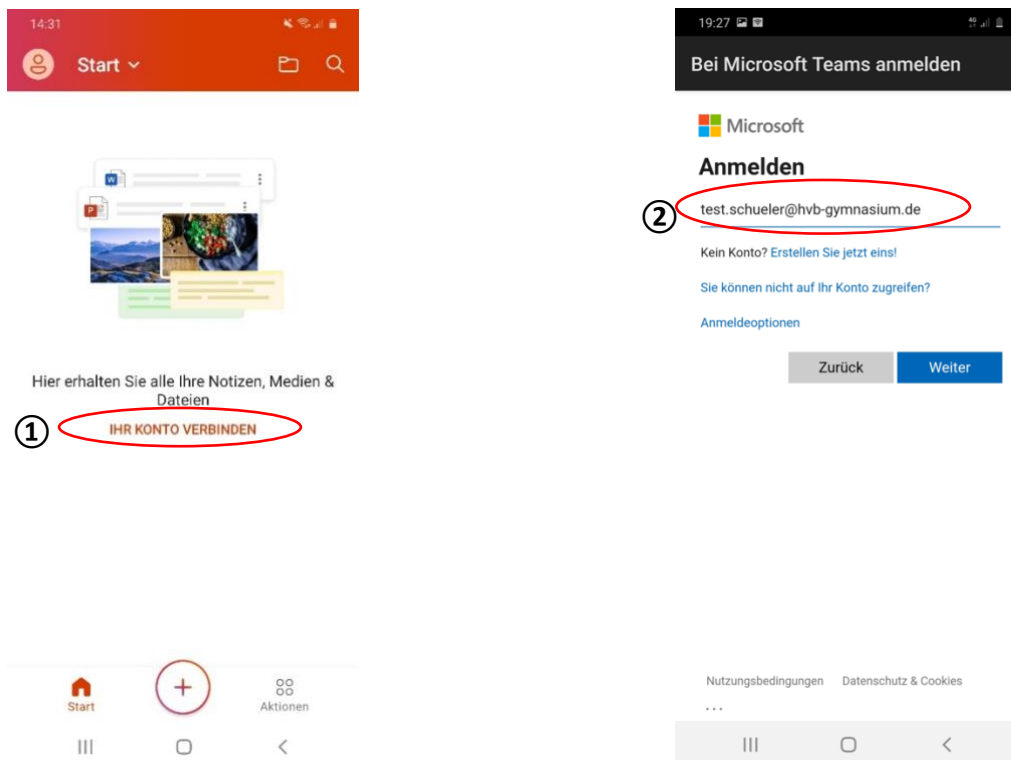 14:31
Start
Hier erhalten Sie alle Ihre Notizen, Medien &
Dateien
①
IHR KONTO VERBINDEN
Start
Aktionen
19:27
4G
Bei Microsoft Teams anmelden
Microsoft
Anmelden
②
test.schueler@hvb-gymnasium.de
Kein Konto? Erstellen Sie jetzt eins!
Sie können nicht auf Ihr Konto zugreifen?
Anmeldeoptionen
Zurück
Weiter
Nutzungsbedingungen
Datenschutz & Cookies
...